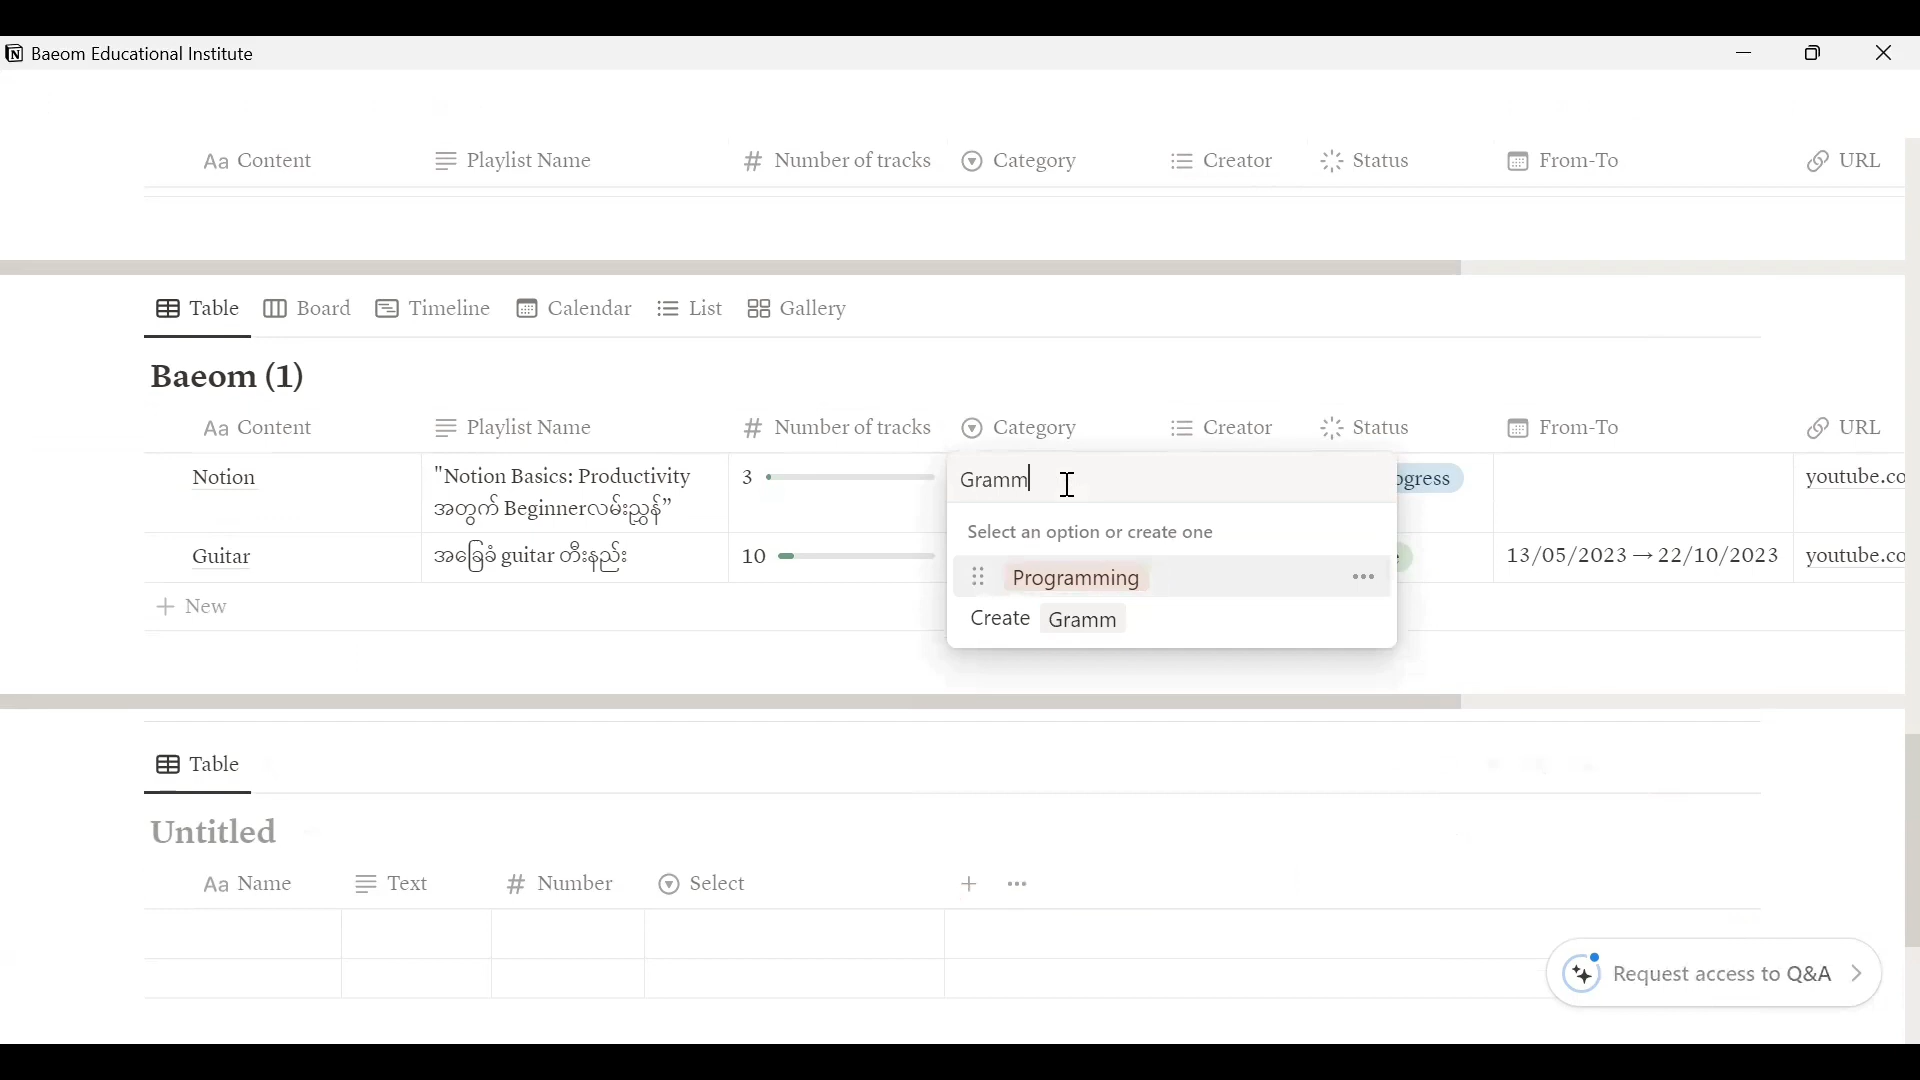 Baeom Educational Institute
Aa Content Playlist Name # Number of tracks Category Creator Status From-To URL
Table Board Timeline Calendar List Gallery
Baeom (1)
Aa Content Playlist Name # Number of tracks Category Creator Status From-To URL
Notion "Notion Basics: Productivity 3 Gramm ogress youtube.co
အတွက် Beginnerလမ်းညွှန်”
Select an option or create one
Guitar အခြေခံ guitar တီးနည်း 10 13/05/2023 → 22/10/2023 youtube.co
Programming
+ New
Create Gramm
Table
Untitled
Aa Name Text # Number Select + •••
Request access to Q&A